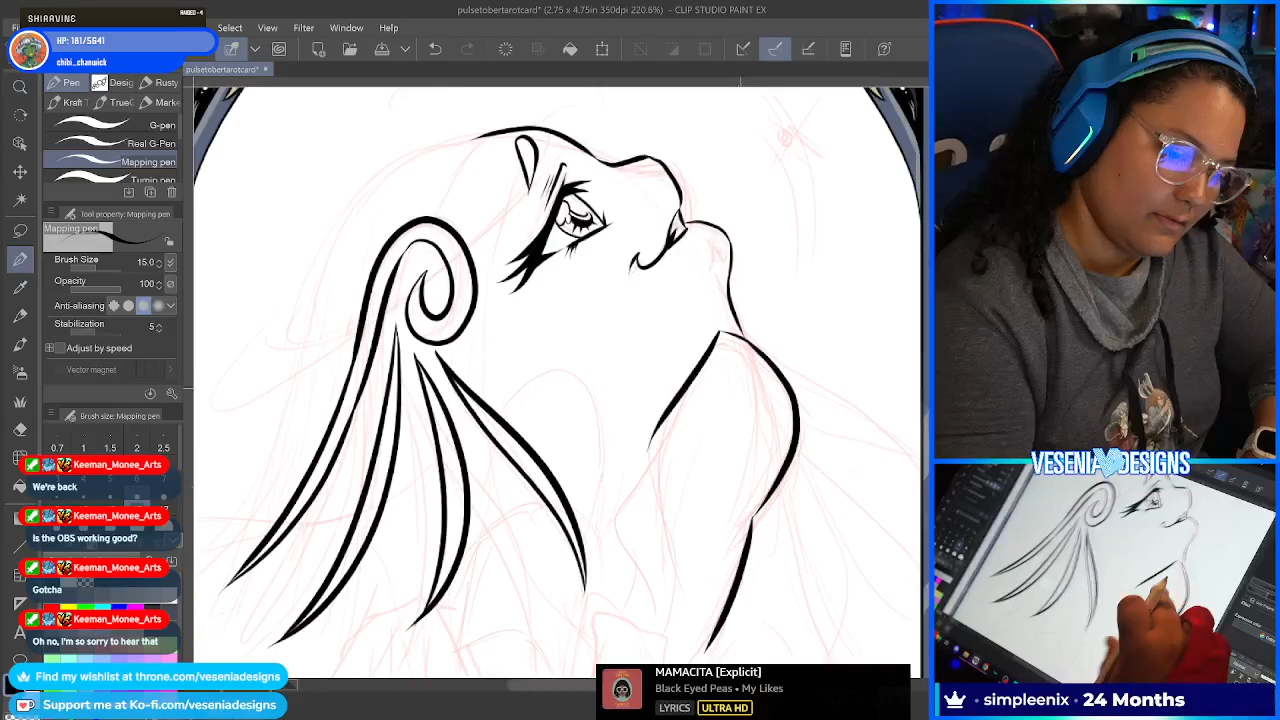 SHIRAVINE
RAIDED - 4
HP: 181/5641
chibi_chanwick
pulsetobertarotcard* (2.75 x 4.75in 350dpi 220.6%) - CLIP STUDIO PAINT EX
Select View Filter Window Help
pulsetobertarotcard*
Pen Desig Rusty
Kraft True Marke
G-pen
Real G-Pen
Mapping pen
Turnip pen
Tool property: Mapping pen
Mapping pen
Brush Size 15.0
Opacity 100
Anti-aliasing
Stabilization 5
Adjust by speed
Vector magnet
Brush size: Mapping pen
0.7 1 1.5 2 2.5
Keeman_Monee_Arts
We're back
Keeman_Monee_Arts
Is the OBS working good?
Keeman_Monee_Arts
Gotcha
Keeman_Monee_Arts
Oh no, I'm so sorry to hear that
Find my wishlist at throne.com/veseniadesigns
Support me at Ko-fi.com/veseniadesigns
MAMACITA [Explicit]
Black Eyed Peas • My Likes
LYRICS ULTRA HD
VESENIA DESIGNS
simpleenix • 24 Months